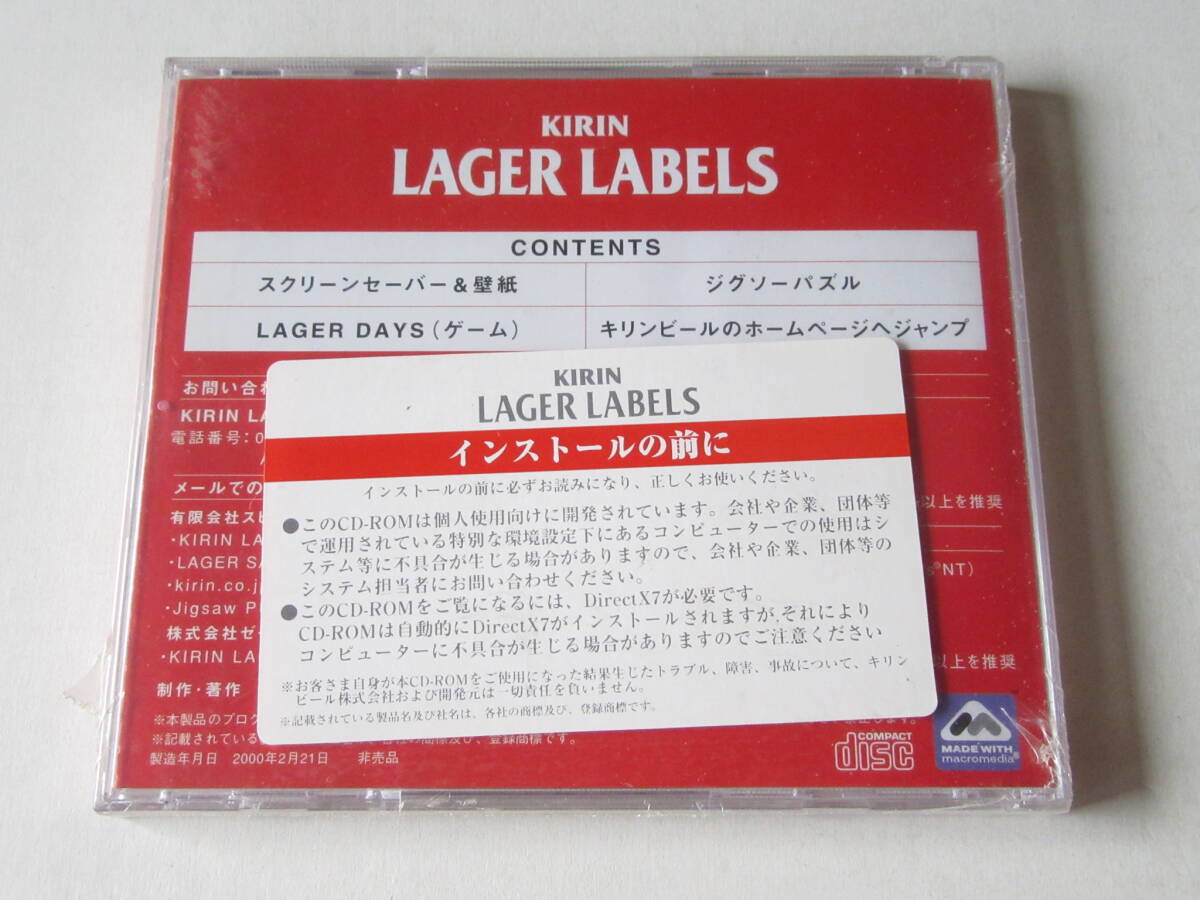 KIRIN
LAGER LABELS
CONTENTS
スクリーンセーバー&壁紙
ジグソーパズル
LAGER DAYS(ゲーム)
キリンビールのホームページへジャンプ
お問い合わ
KIRIN LA
電話番号:0
メールでの
有限会社スピ
・KIRIN LA
・LAGER SA
・kirin.co.j
・Jigsaw P
株式会社ゼ
・KIRIN LA
制作・著作
以上を推奨
s®NT)
以上を推奨
KIRIN
LAGER LABELS
インストールの前に
インストールの前に必ずお読みになり、正しくお使いください。
●このCD-ROMは個人使用向けに開発されています。会社や企業、団体等
で運用されている特別な環境設定下にあるコンピューターでの使用はシ
ステム等に不具合が生じる場合がありますので、会社や企業、団体等の
システム担当者にお問い合わせください。
●このCD-ROMをご覧になるには、DirectX7が必要です。
CD-ROMは自動的にDirectX7がインストールされますが、それにより
コンピューターに不具合が生じる場合がありますのでご注意ください
※お客さま自身が本CD-ROMをご使用になった結果生じたトラブル、障害、事故について、キリン
ビール株式会社および開発元は一切責任を負いません。
※記載されている製品名及び社名は、各社の商標及び、登録商標です。
※本製品のプログ
※記載されている
登録商標です。
製造年月日 2000年2月21日 非売品
COMPACT
disc
MADE WITH
macromedia®